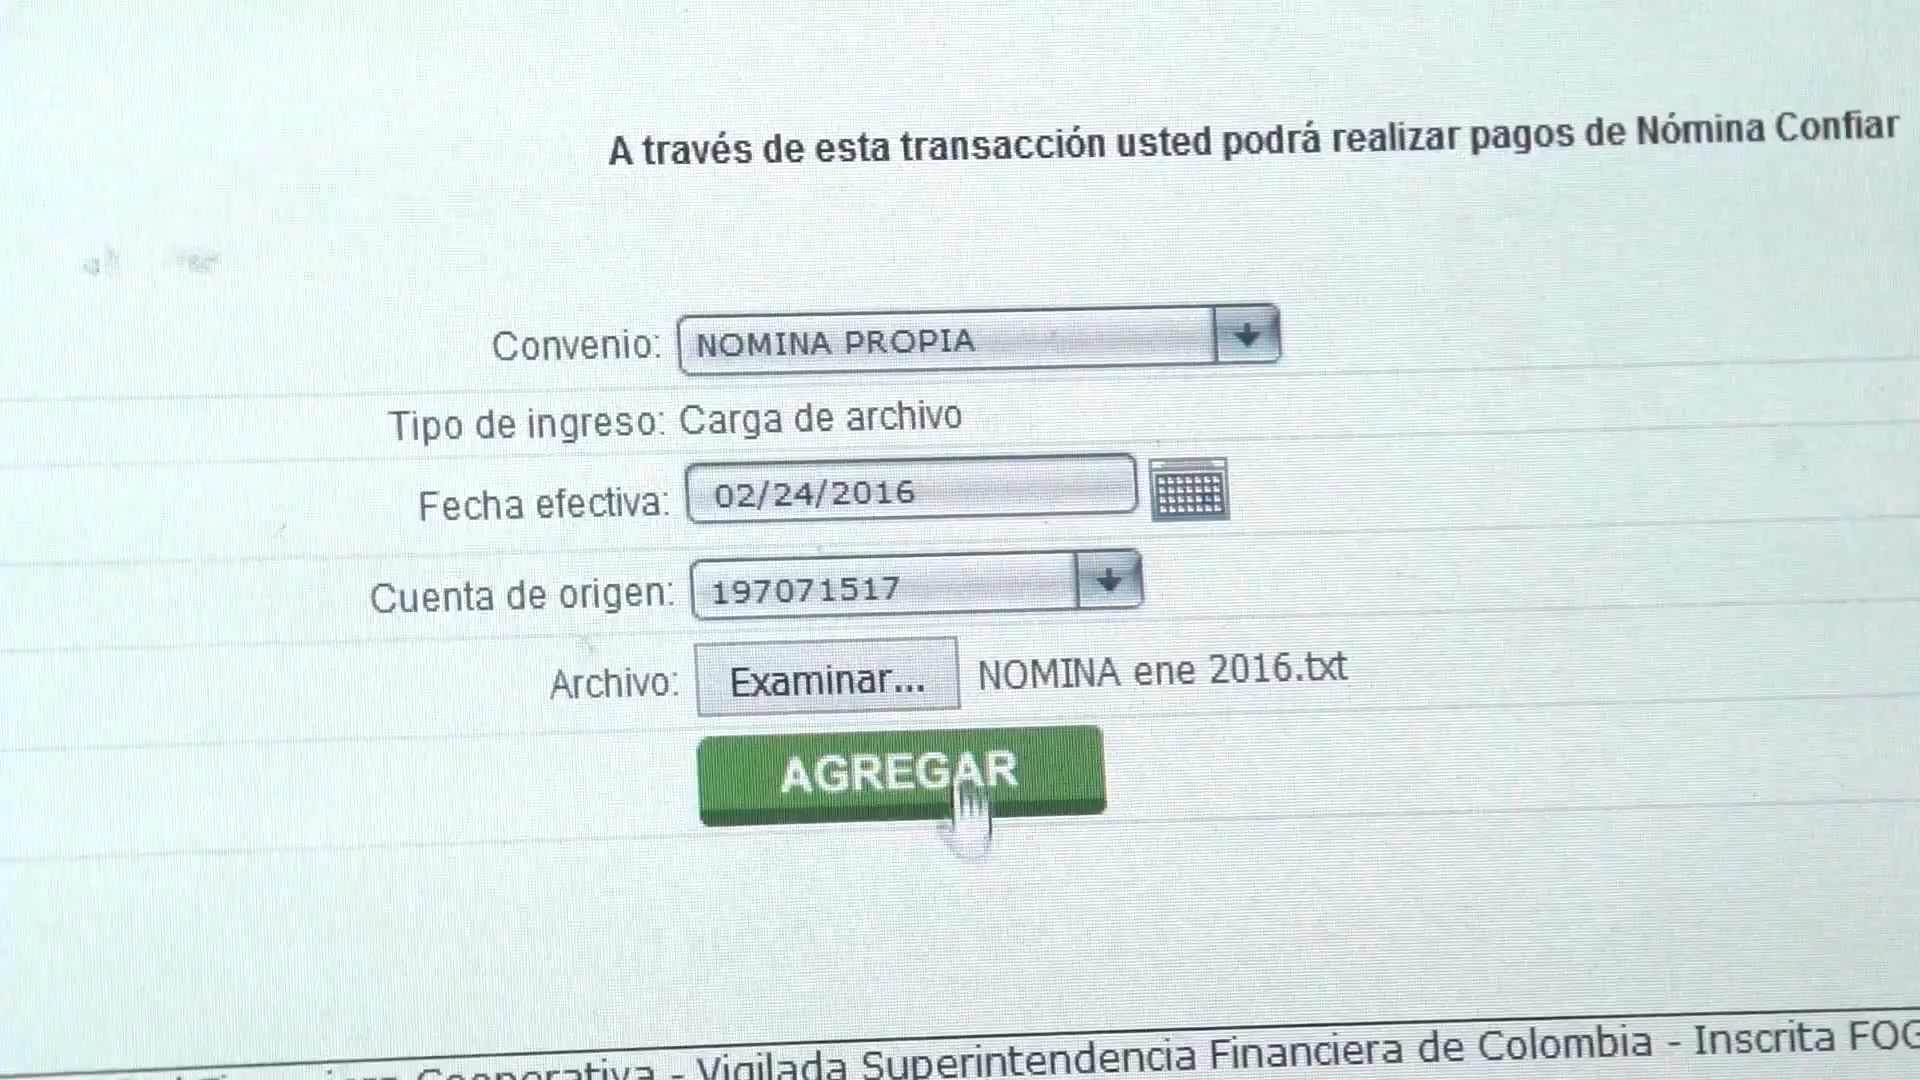 A través de esta transacción usted podrá realizar pagos de Nómina Confiar
Convenio: NOMINA PROPIA
Tipo de ingreso: Carga de archivo
Fecha efectiva: 02/24/2016
Cuenta de origen: 197071517
Archivo: Examinar... NOMINA ene 2016.txt
AGREGAR
Cooperativa - Vigilada Superintendencia Financiera de Colombia - Inscrita FOG